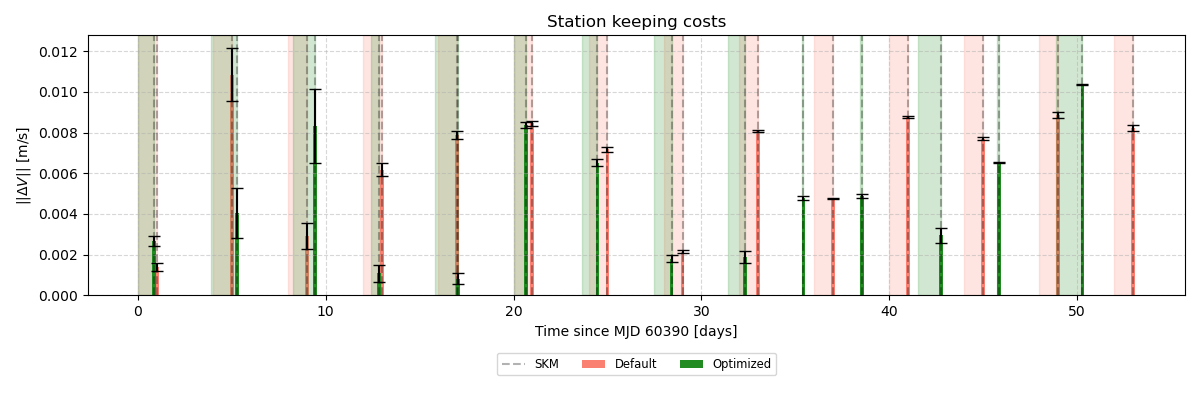 Station keeping costs
0.012
0.010
0.008
0.006
0.004
0.002
0.000
||ΔV|| [m/s]
0 10 20 30 40 50
Time since MJD 60390 [days]
SKM Default Optimized